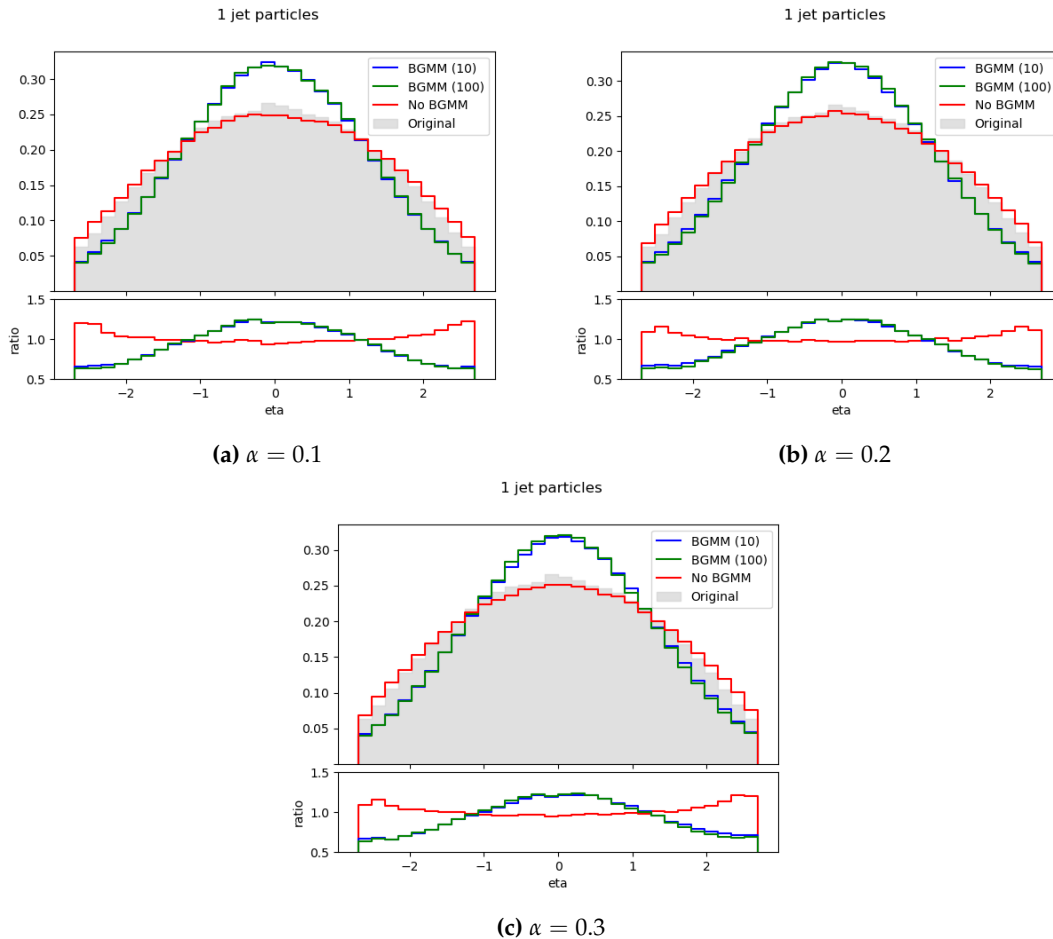 1 jet particles
0.30
0.25
0.20
0.15
0.10
0.05
BGMM (10)
BGMM (100)
No BGMM
Original
1.5
1.0
0.5
ratio
−2 −1 0 1 2
eta
(a) α = 0.1
1 jet particles
0.30
0.25
0.20
0.15
0.10
0.05
BGMM (10)
BGMM (100)
No BGMM
Original
1.5
1.0
0.5
ratio
−2 −1 0 1 2
eta
(b) α = 0.2
1 jet particles
0.30
0.25
0.20
0.15
0.10
0.05
BGMM (10)
BGMM (100)
No BGMM
Original
1.5
1.0
0.5
ratio
−2 −1 0 1 2
eta
(c) α = 0.3